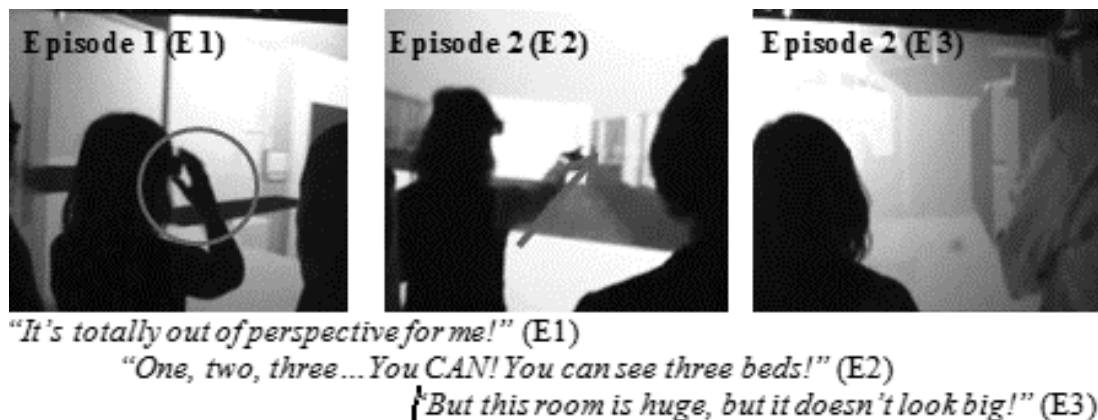 Episode 1 (E1)
Episode 2 (E2)
Episode 2 (E3)
“It’s totally out of perspective for me!” (E1)
“One, two, three…You CAN! You can see three beds!” (E2)
“But this room is huge, but it doesn’t look big!” (E3)